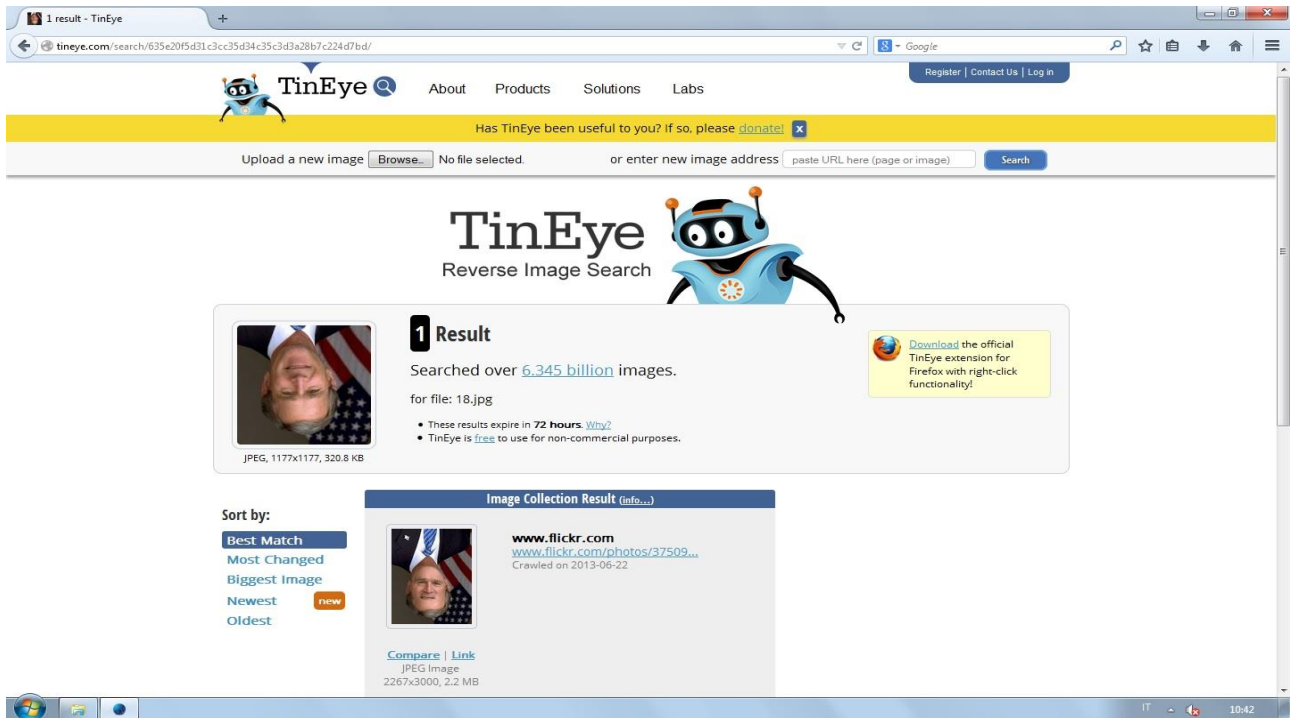 1 result - TinEye
+
tineye.com/search/635e20f5d31c3cc35d34c35c3d3a28b7c224d7bd/
Google
TinEye
About Products Solutions Labs
Register | Contact Us | Log in
Has TinEye been useful to you? If so, please donate! x
Upload a new image Browse... No file selected. or enter new image address paste URL here (page or image) Search
TinEye
Reverse Image Search
1 Result
Searched over 6.345 billion images.
for file: 18.jpg
These results expire in 72 hours. Why?
TinEye is free to use for non-commercial purposes.
JPEG, 1177x1177, 320.8 KB
Download the official
TinEye extension for
Firefox with right-click
functionality!
Sort by:
Best Match
Most Changed
Biggest Image
Newest new
Oldest
Image Collection Result (info...)
www.flickr.com
www.flickr.com/photos/37509...
Crawled on 2013-06-22
Compare | Link
JPEG Image
2267x3000, 2.2 MB
IT 10:42